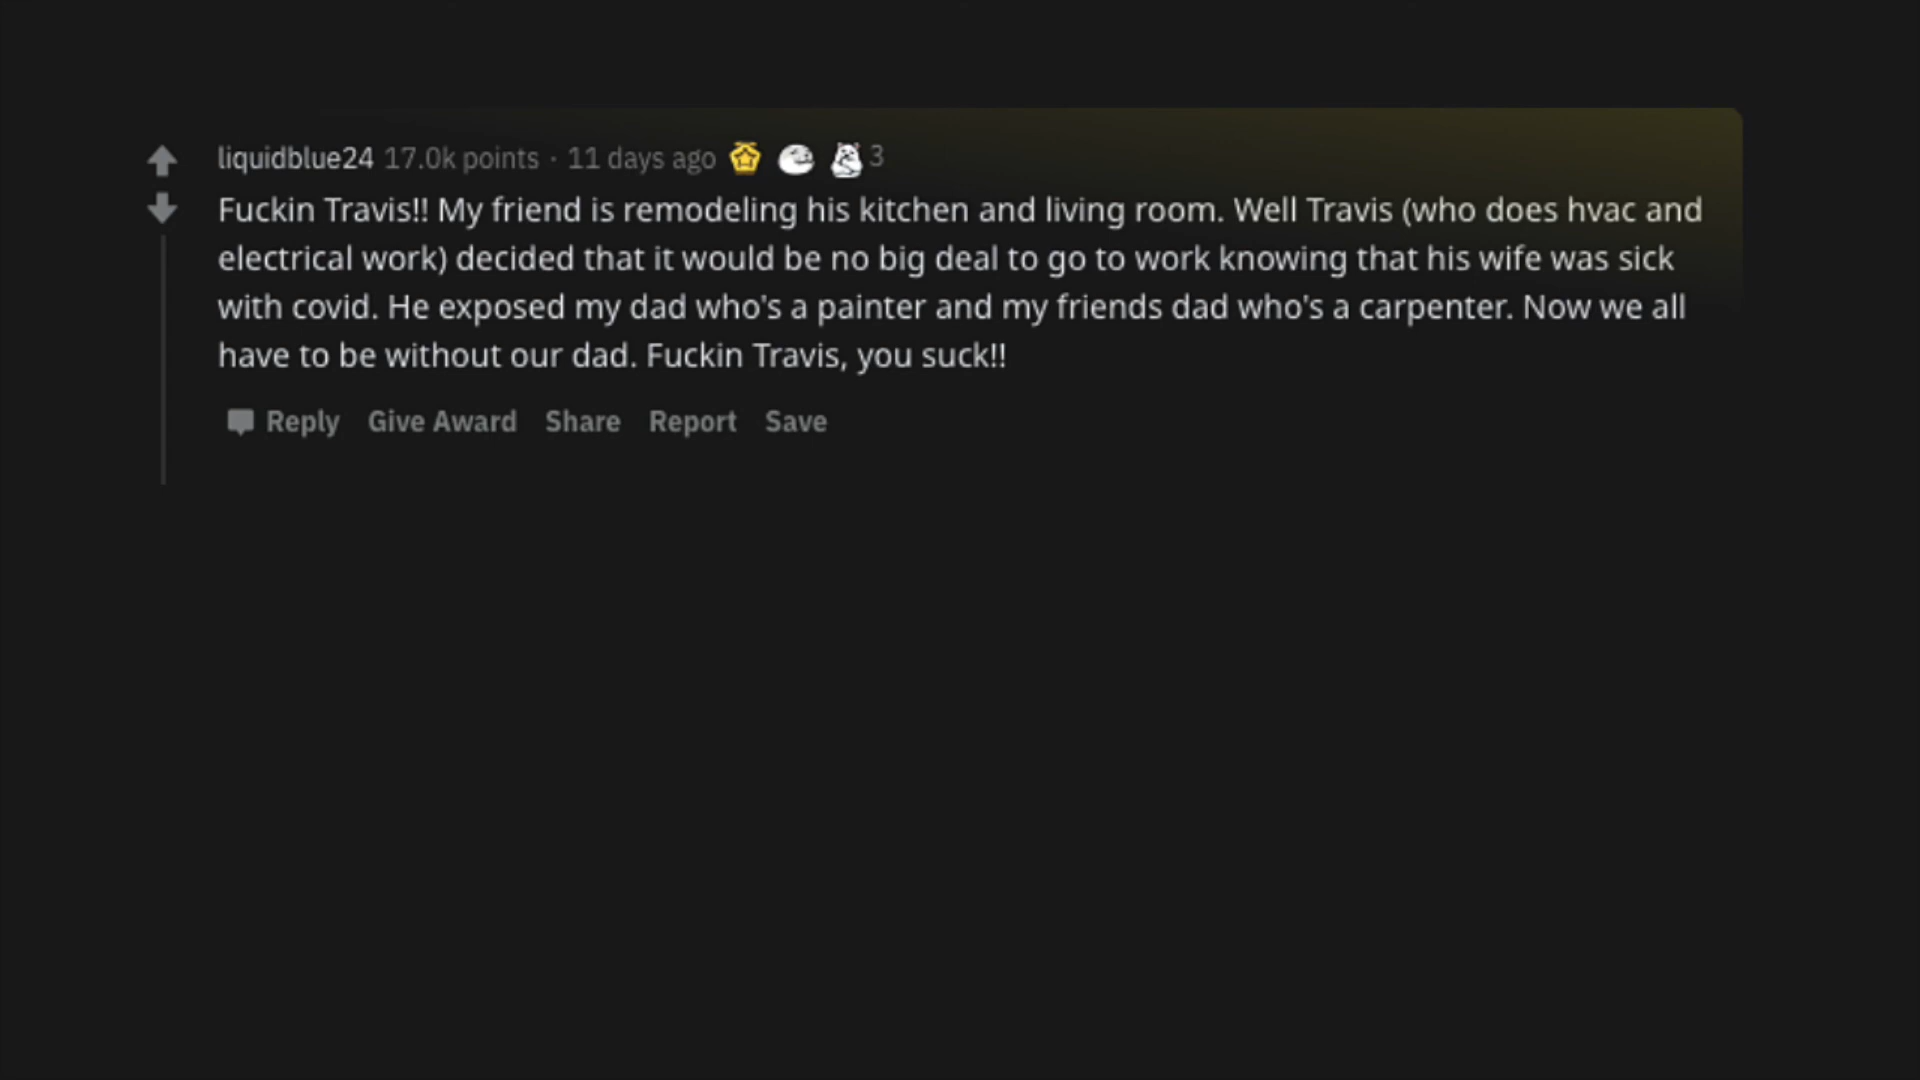 liquidblue24 17.0k points · 11 days ago 3
Fuckin Travis!! My friend is remodeling his kitchen and living room. Well Travis (who does hvac and
electrical work) decided that it would be no big deal to go to work knowing that his wife was sick
with covid. He exposed my dad who's a painter and my friends dad who's a carpenter. Now we all
have to be without our dad. Fuckin Travis, you suck!!
Reply Give Award Share Report Save